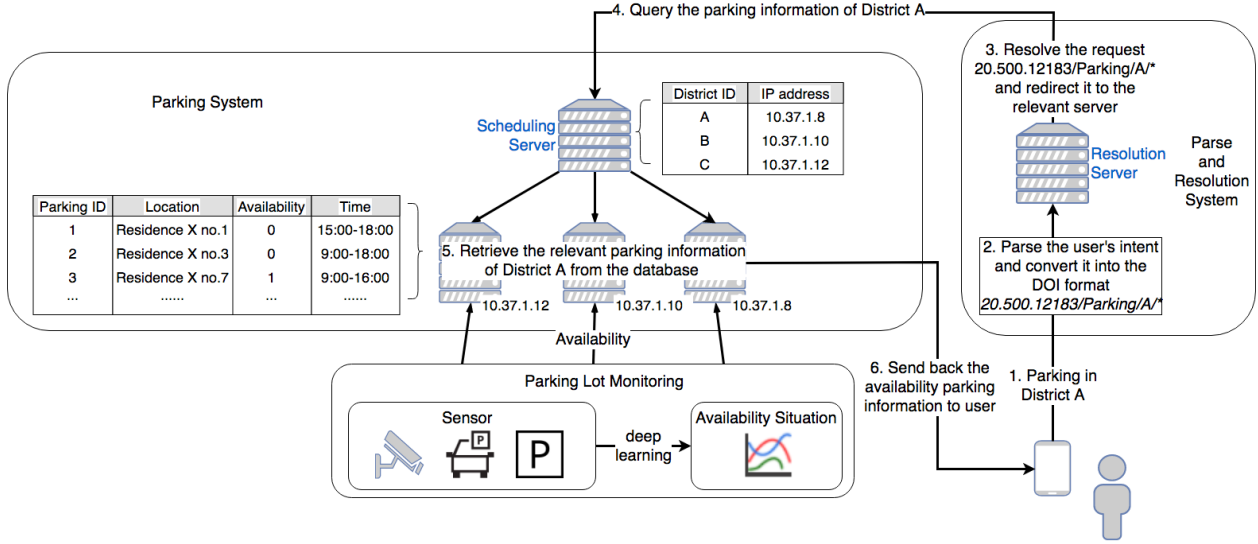 4. Query the parking information of District A
Parking System
Scheduling
Server
District ID IP address
A 10.37.1.8
B 10.37.1.10
C 10.37.1.12
3. Resolve the request
20.500.12183/Parking/A/*
and redirect it to the
relevant server
Resolution
Server
Parse
and
Resolution
System
Parking ID Location Availability Time
1 Residence X no.1 0 15:00-18:00
2 Residence X no.3 0 9:00-18:00
3 Residence X no.7 1 9:00-16:00
... ...... ... ......
5. Retrieve the relevant parking information
of District A from the database
10.37.1.12
10.37.1.10
10.37.1.8
2. Parse the user's intent
and convert it into the
DOI format
20.500.12183/Parking/A/*
Availability
Parking Lot Monitoring
Sensor
P
P
deep
learning
Availability Situation
6. Send back the
availability parking
information to user
1. Parking in
District A